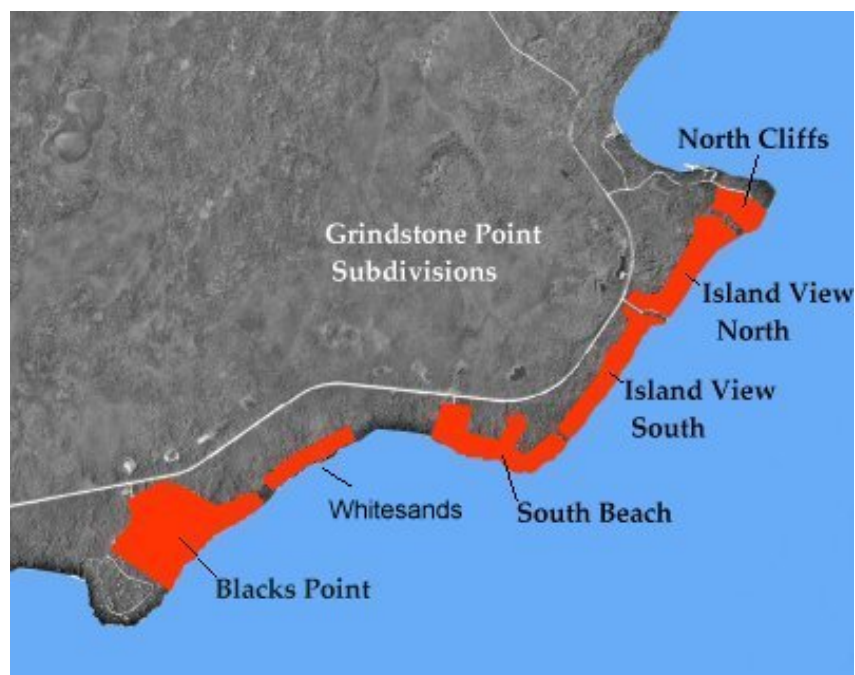 North Cliffs
Grindstone Point
Subdivisions
Island View
North
Island View
South
Whitesands
South Beach
Blacks Point